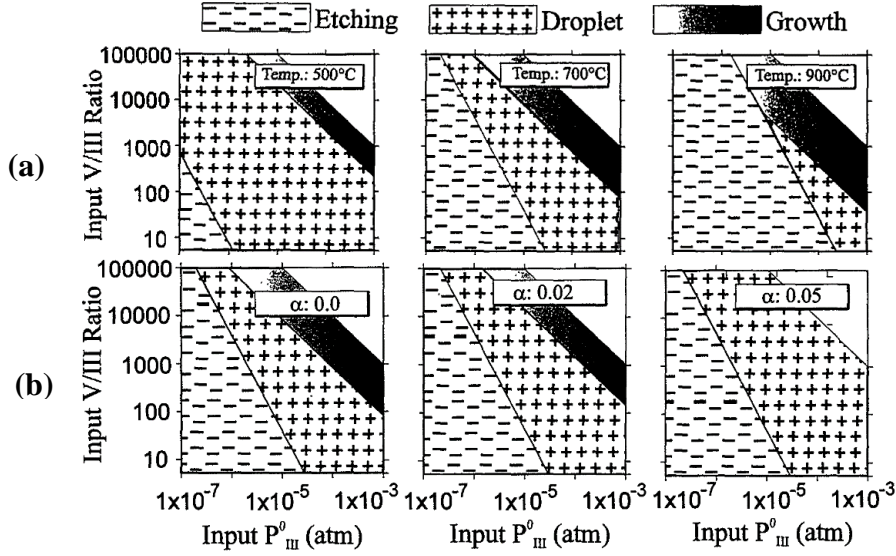 Etching Droplet Growth
(a)
Input V/III Ratio
100000
10000
1000
100
10
Temp.: 500°C
Temp.: 700°C
Temp.: 900°C
(b)
Input V/III Ratio
100000
10000
1000
100
10
α: 0.0
α: 0.02
α: 0.05
1x10⁻⁷ 1x10⁻⁵ 1x10⁻³ 1x10⁻⁷ 1x10⁻⁵ 1x10⁻³ 1x10⁻⁷ 1x10⁻⁵ 1x10⁻³
Input P⁰III (atm) Input P⁰III (atm) Input P⁰III (atm)